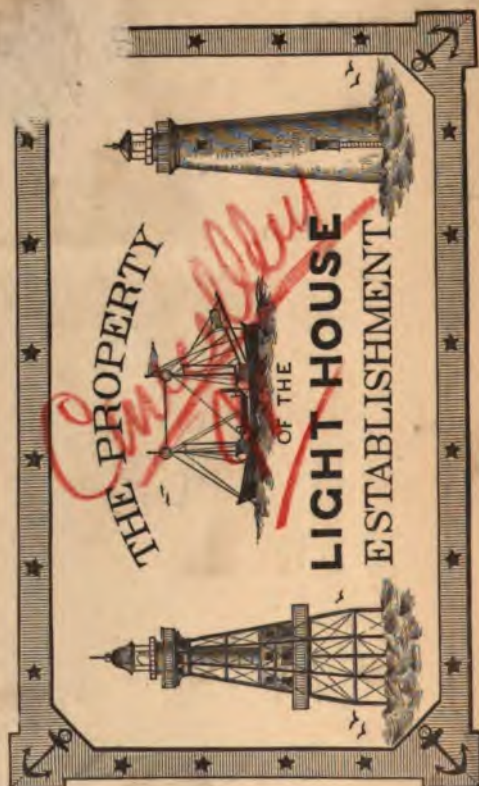 THE PROPERTY
OF THE
LIGHT HOUSE
ESTABLISHMENT
Cancelled